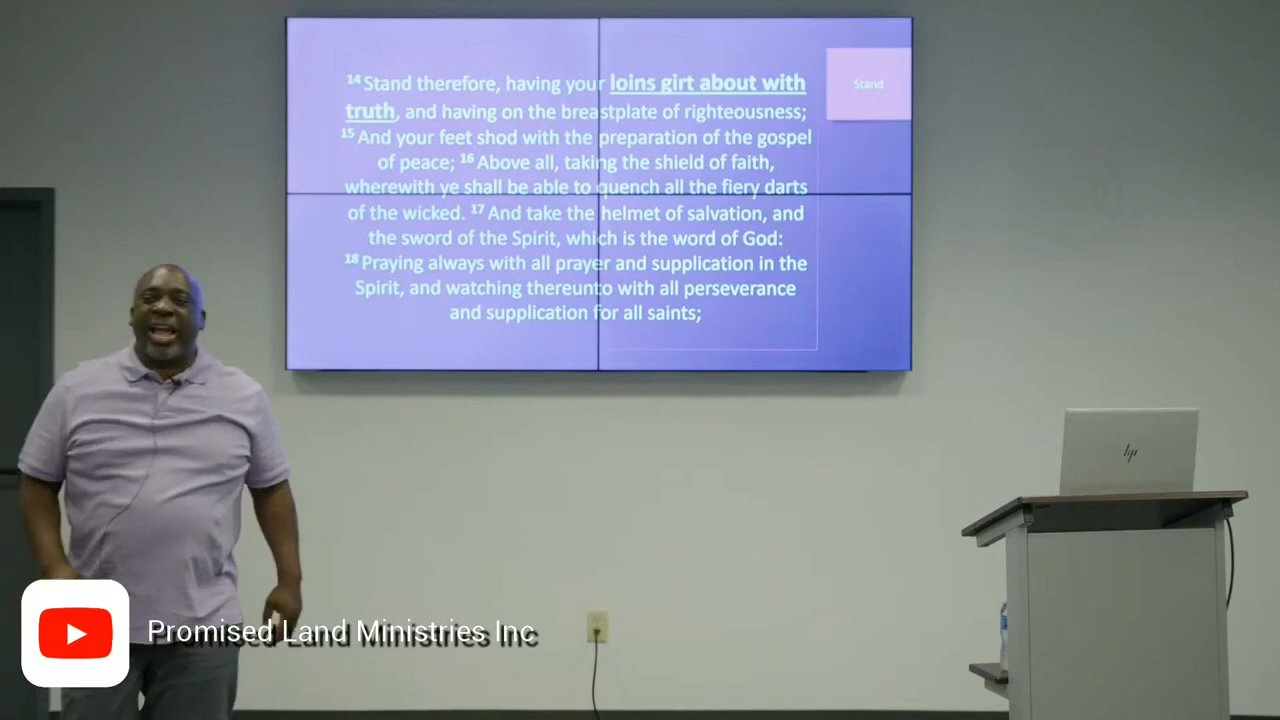 14 Stand therefore, having your loins girt about with
truth, and having on the breastplate of righteousness;
15 And your feet shod with the preparation of the gospel
of peace; 16 Above all, taking the shield of faith,
wherewith ye shall be able to quench all the fiery darts
of the wicked. 17 And take the helmet of salvation, and
the sword of the Spirit, which is the word of God:
18 Praying always with all prayer and supplication in the
Spirit, and watching thereunto with all perseverance
and supplication for all saints;
Stand
hp
Promised Land Ministries Inc